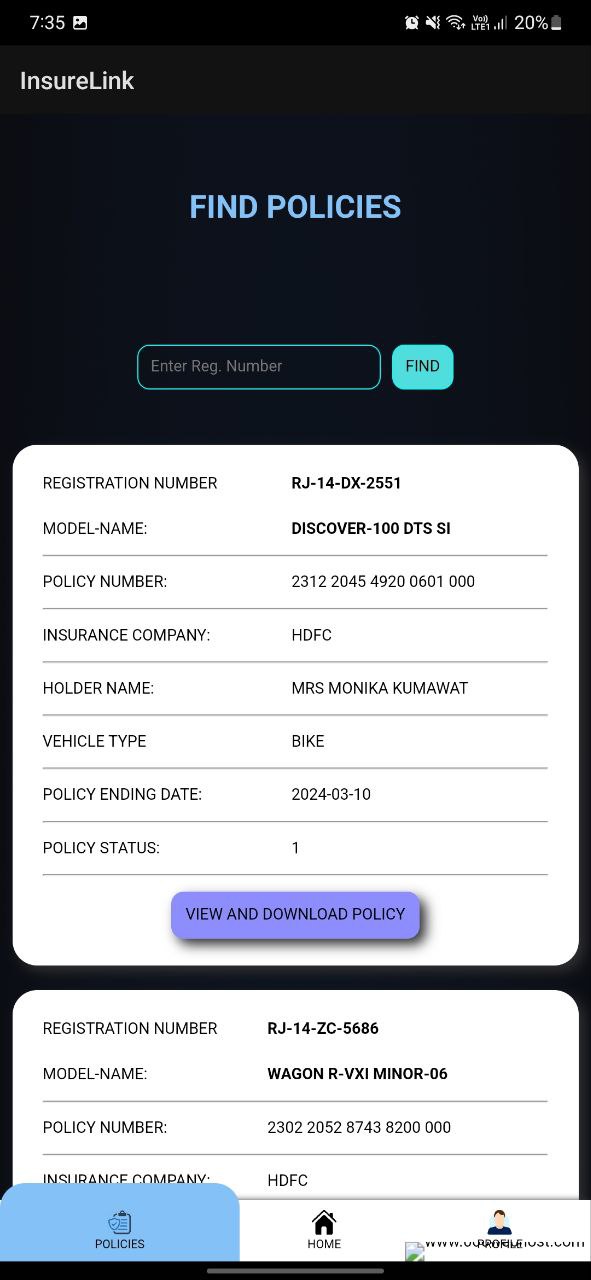 7:35 Vo)) LTE1 20%
InsureLink
FIND POLICIES
Enter Reg. Number FIND
REGISTRATION NUMBER RJ-14-DX-2551
MODEL-NAME: DISCOVER-100 DTS SI
POLICY NUMBER: 2312 2045 4920 0601 000
INSURANCE COMPANY: HDFC
HOLDER NAME: MRS MONIKA KUMAWAT
VEHICLE TYPE BIKE
POLICY ENDING DATE: 2024-03-10
POLICY STATUS: 1
VIEW AND DOWNLOAD POLICY
REGISTRATION NUMBER RJ-14-ZC-5686
MODEL-NAME: WAGON R-VXI MINOR-06
POLICY NUMBER: 2302 2052 8743 8200 000
INSURANCE COMPANY: HDFC
POLICIES HOME PROFILE